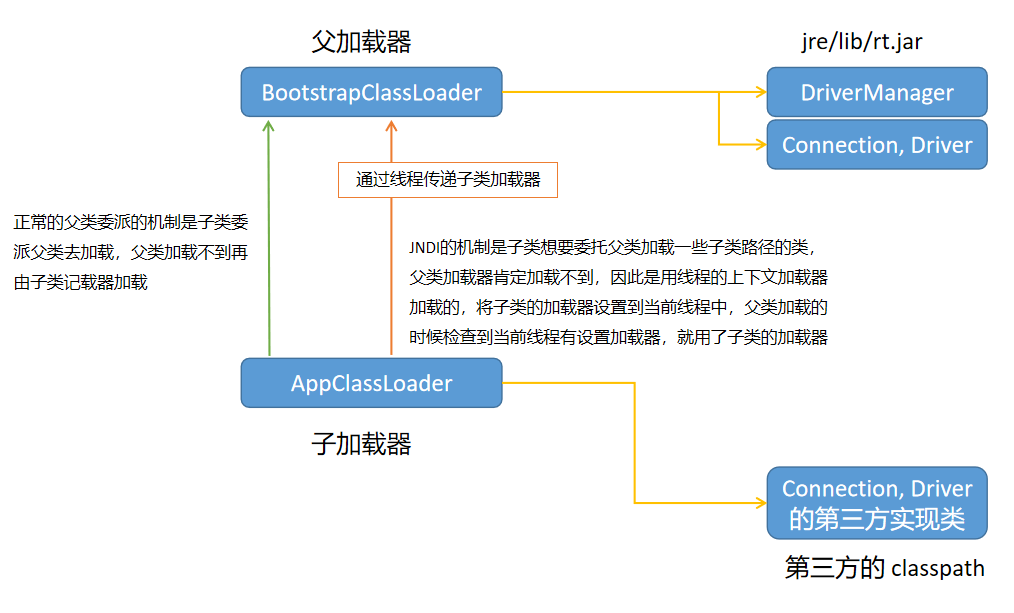 父加载器
jre/lib/rt.jar
BootstrapClassLoader
DriverManager
Connection, Driver
通过线程传递子类加载器
正常的父类委派的机制是子类委
派父类去加载，父类加载不到再
由子类记载器加载
JNDI的机制是子类想要委托父类加载一些子类路径的类，
父类加载器肯定加载不到，因此是用线程的上下文加载器
加载的，将子类的加载器设置到当前线程中，父类加载的
时候检查到当前线程有设置加载器，就用了子类的加载器
AppClassLoader
子加载器
Connection, Driver
的第三方实现类
第三方的 classpath